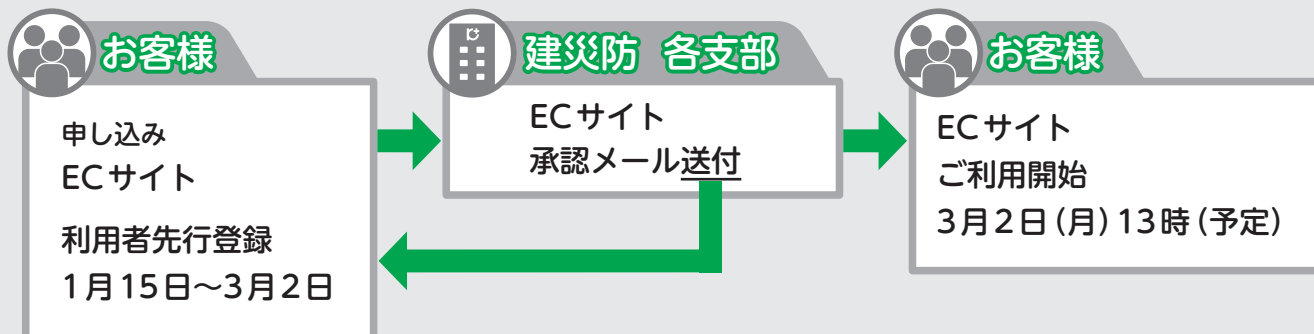 お客様
申し込み
ECサイト
利用者先行登録
1月15日～3月2日
建災防 各支部
ECサイト
承認メール送付
お客様
ECサイト
ご利用開始
3月2日(月)13時(予定)